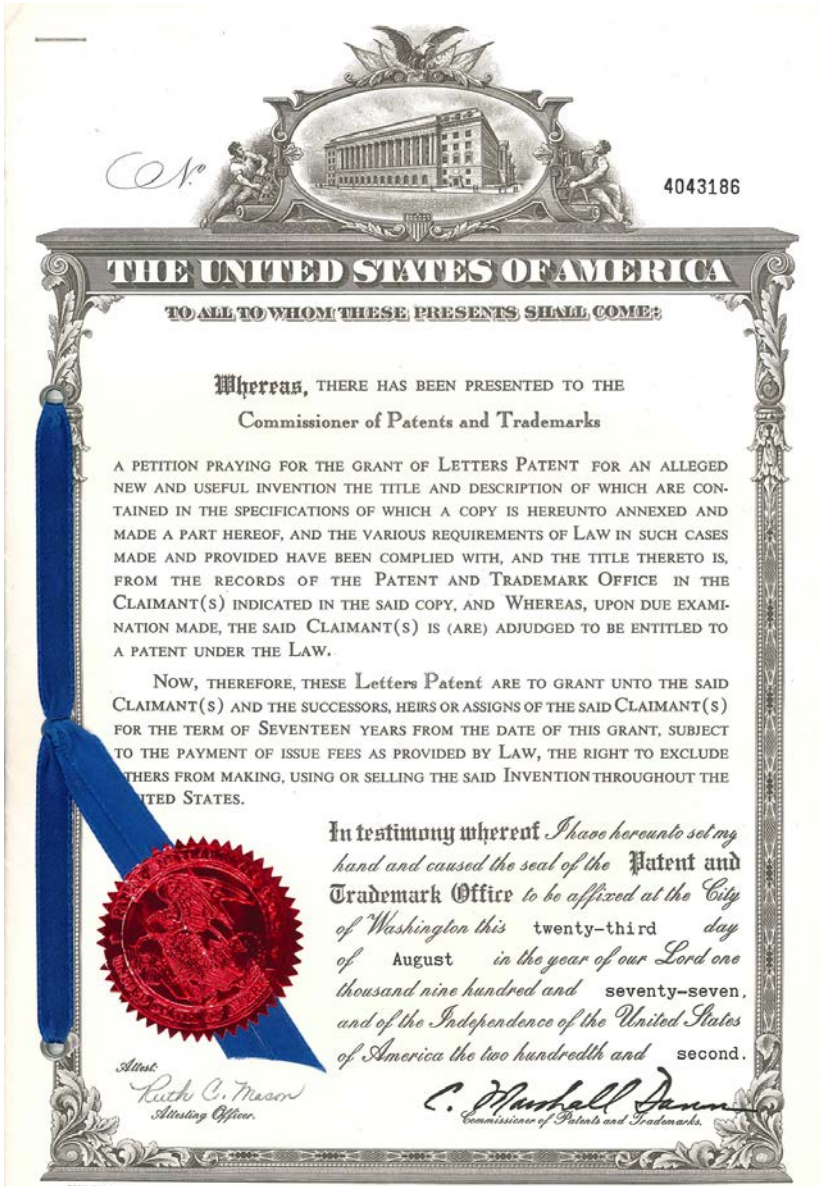 No
4043186
THE UNITED STATES OF AMERICA
TO ALL TO WHOM THESE PRESENTS SHALL COME:
Whereas, THERE HAS BEEN PRESENTED TO THE
Commissioner of Patents and Trademarks
A PETITION PRAYING FOR THE GRANT OF LETTERS PATENT FOR AN ALLEGED
NEW AND USEFUL INVENTION THE TITLE AND DESCRIPTION OF WHICH ARE CON-
TAINED IN THE SPECIFICATIONS OF WHICH A COPY IS HEREUNTO ANNEXED AND
MADE A PART HEREOF, AND THE VARIOUS REQUIREMENTS OF LAW IN SUCH CASES
MADE AND PROVIDED HAVE BEEN COMPLIED WITH, AND THE TITLE THERETO IS,
FROM THE RECORDS OF THE PATENT AND TRADEMARK OFFICE IN THE
CLAIMANT(S) INDICATED IN THE SAID COPY, AND WHEREAS, UPON DUE EXAMI-
NATION MADE, THE SAID CLAIMANT(S) IS (ARE) ADJUDGED TO BE ENTITLED TO
A PATENT UNDER THE LAW.
NOW, THEREFORE, THESE Letters Patent ARE TO GRANT UNTO THE SAID
CLAIMANT(S) AND THE SUCCESSORS, HEIRS OR ASSIGNS OF THE SAID CLAIMANT(S)
FOR THE TERM OF SEVENTEEN YEARS FROM THE DATE OF THIS GRANT, SUBJECT
TO THE PAYMENT OF ISSUE FEES AS PROVIDED BY LAW, THE RIGHT TO EXCLUDE
THERS FROM MAKING, USING OR SELLING THE SAID INVENTION THROUGHOUT THE
ITED STATES.
In testimony whereof I have hereunto set my
hand and caused the seal of the Patent and
Trademark Office to be affixed at the City
of Washington this twenty-third day
of August in the year of our Lord one
thousand nine hundred and seventy-seven,
and of the Independence of the United States
of America the two hundredth and second.
Attest:
Ruth C. Mason
Attesting Officer.
C. Marshall Dann
Commissioner of Patents and Trademarks.